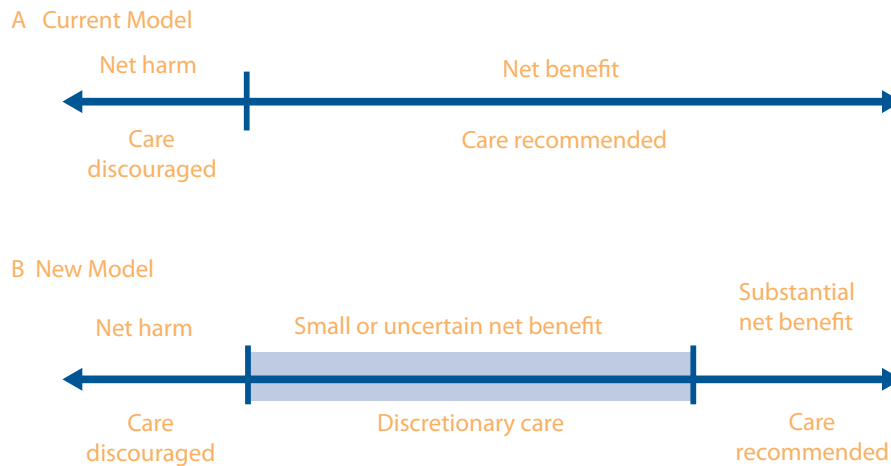 A Current Model
Net harm
Net benefit
Care
discouraged
Care recommended
B New Model
Net harm
Small or uncertain net benefit
Substantial
net benefit
Care
discouraged
Discretionary care
Care
recommended